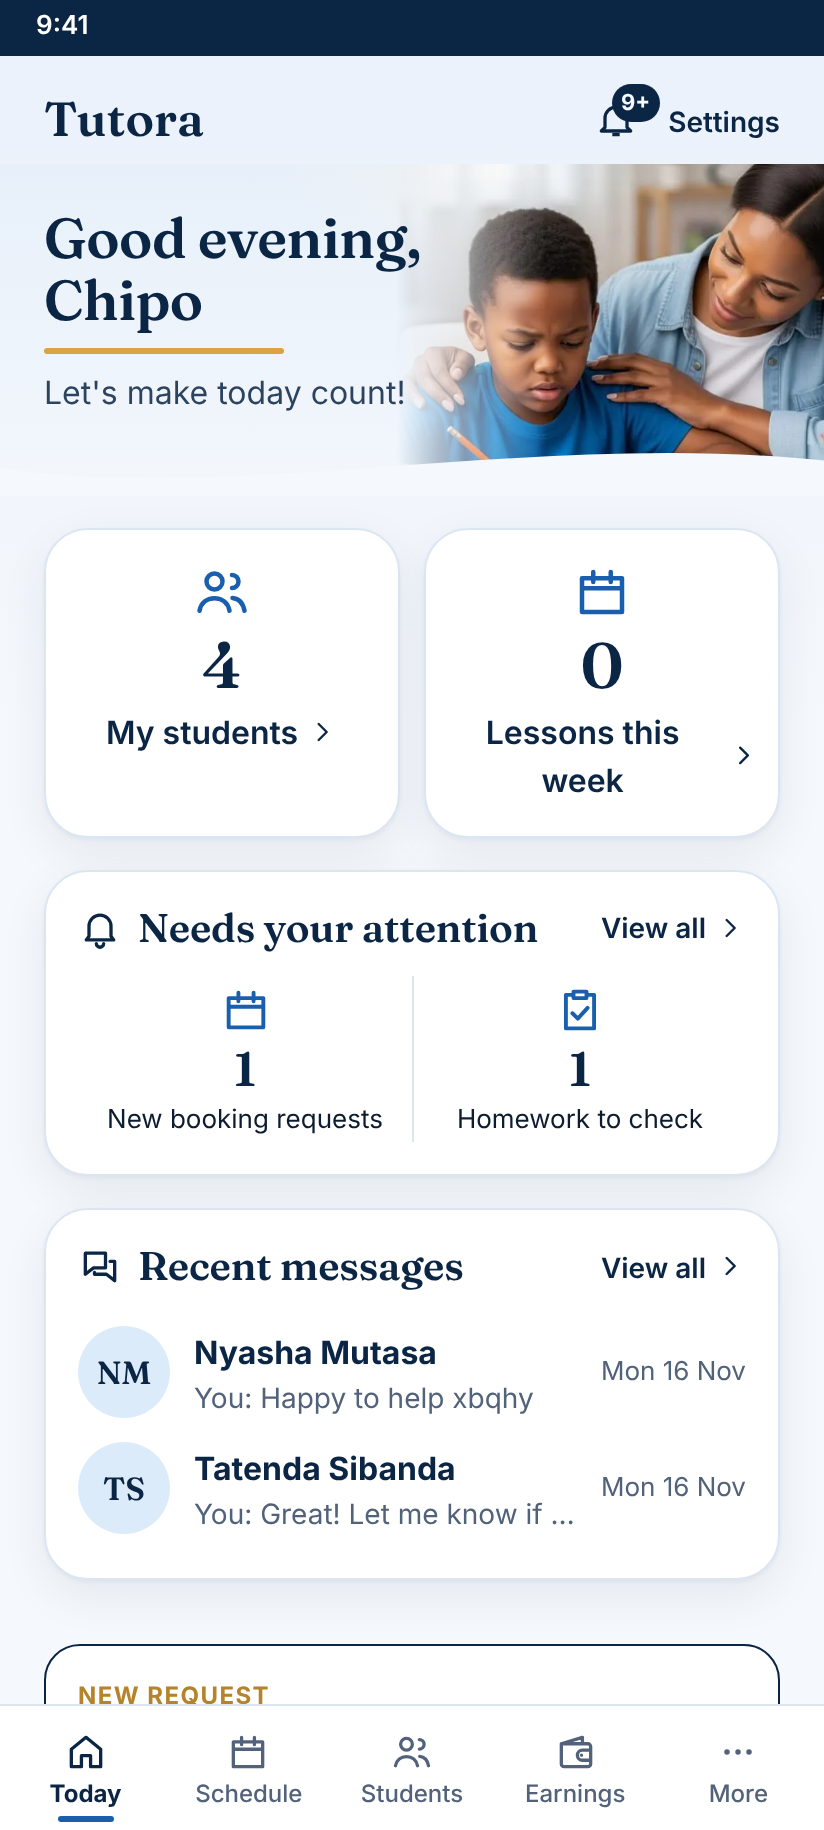 9:41
Tutora
9+
Settings
Good evening,
Chipo
Let's make today count!
4
My students
0
Lessons this
week
Needs your attention
View all
1
New booking requests
1
Homework to check
Recent messages
View all
NM
Nyasha Mutasa
Mon 16 Nov
You: Happy to help xbqhy
TS
Tatenda Sibanda
Mon 16 Nov
You: Great! Let me know if ...
NEW REQUEST
Today
Schedule
Students
Earnings
More